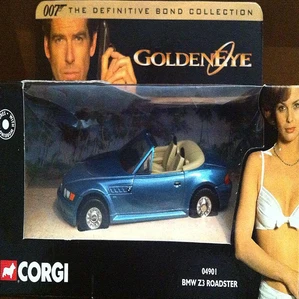 007 THE DEFINITIVE BOND COLLECTION
GOLDENEYE
CORGI
04901
BMW Z3 ROADSTER